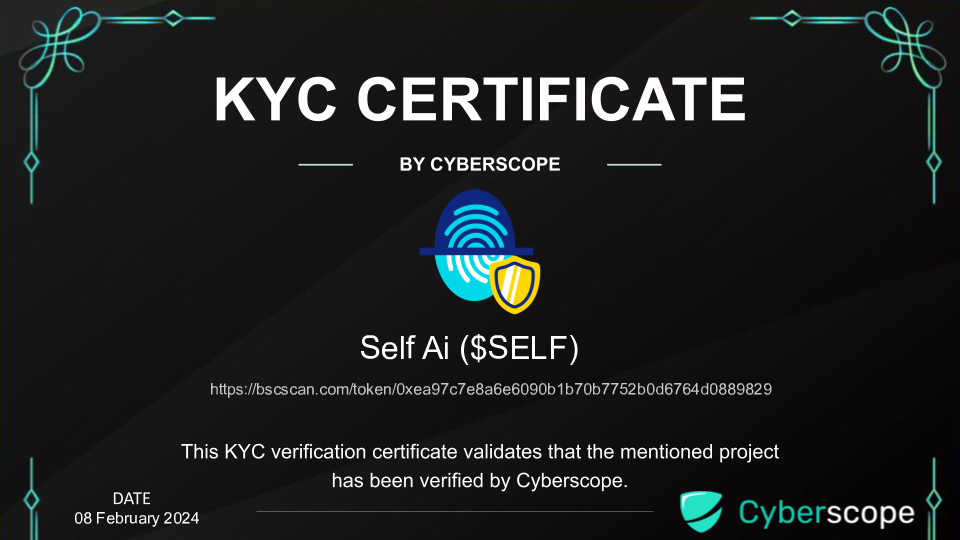 KYC CERTIFICATE
BY CYBERSCOPE
Self Ai ($SELF)
https://bscscan.com/token/0xea97c7e8a6e6090b1b70b7752b0d6764d0889829
This KYC verification certificate validates that the mentioned project
has been verified by Cyberscope.
DATE
08 February 2024
Cyberscope